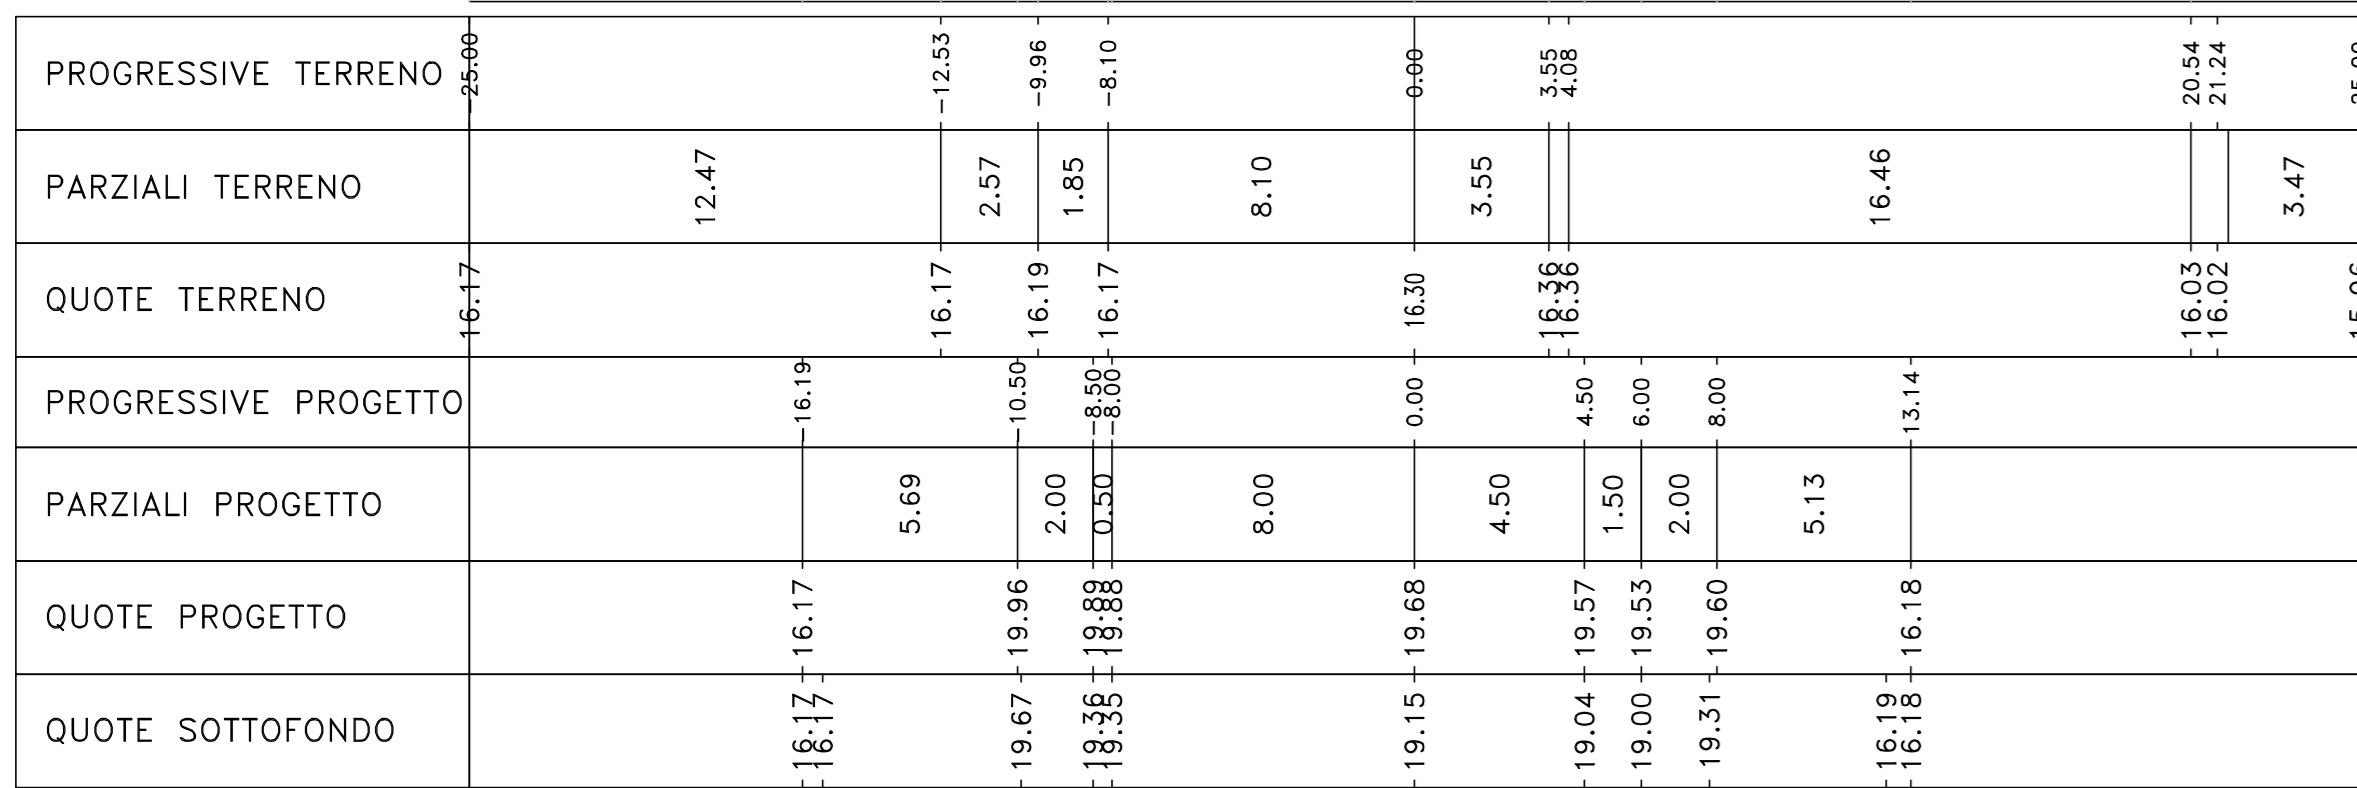 PROGRESSIVE TERRENO -25.00 -12.53 -9.96 -8.10 0.00 3.55 4.08 20.54 21.24
PARZIALI TERRENO 12.47 2.57 1.85 8.10 3.55 16.46 3.47
QUOTE TERRENO 16.17 16.17 16.19 16.17 16.30 16.36 16.36 16.03 16.02
PROGRESSIVE PROGETTO -16.19 -10.50 -8.50 -8.00 0.00 4.50 6.00 8.00 13.14
PARZIALI PROGETTO 5.69 2.00 0.50 8.00 4.50 1.50 2.00 5.13
QUOTE PROGETTO 16.17 19.96 19.89 19.88 19.68 19.57 19.53 19.60 16.18
QUOTE SOTTOFONDO 16.17 16.17 19.67 19.36 19.35 19.15 19.04 19.00 19.31 16.19 16.18